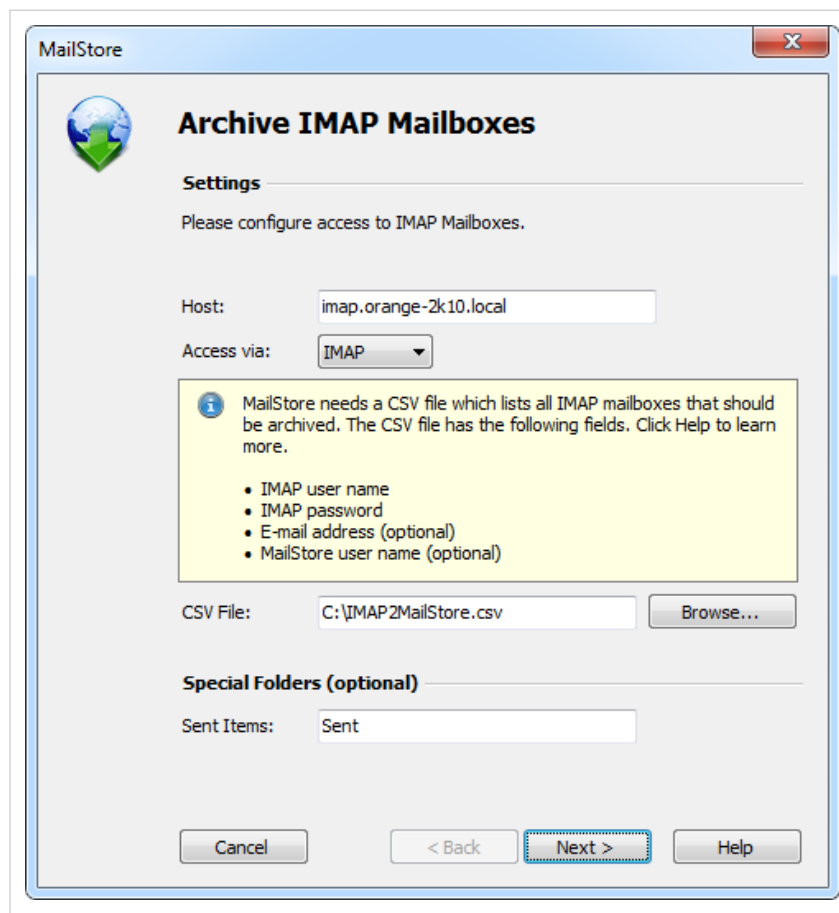 MailStore
Archive IMAP Mailboxes
Settings
Please configure access to IMAP Mailboxes.
Host: imap.orange-2k10.local
Access via: IMAP
MailStore needs a CSV file which lists all IMAP mailboxes that should
be archived. The CSV file has the following fields. Click Help to learn
more.
• IMAP user name
• IMAP password
• E-mail address (optional)
• MailStore user name (optional)
CSV File: C:\IMAP2MailStore.csv Browse...
Special Folders (optional)
Sent Items: Sent
Cancel < Back Next > Help